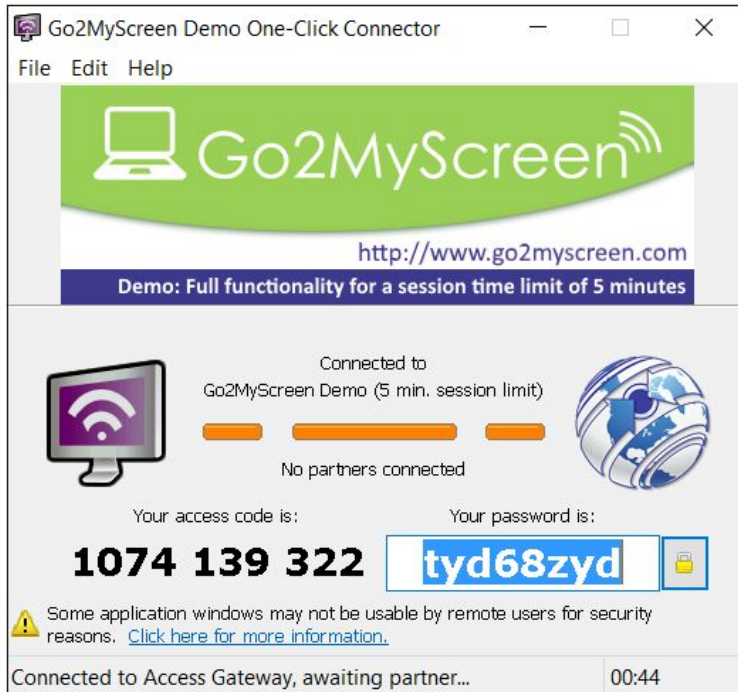 Go2MyScreen Demo One-Click Connector
File Edit Help
Go2MyScreen
http://www.go2myscreen.com
Demo: Full functionality for a session time limit of 5 minutes
Connected to
Go2MyScreen Demo (5 min. session limit)
No partners connected
Your access code is: Your password is:
1074 139 322 tyd68zyd
Some application windows may not be usable by remote users for security
reasons. Click here for more information.
Connected to Access Gateway, awaiting partner... 00:44